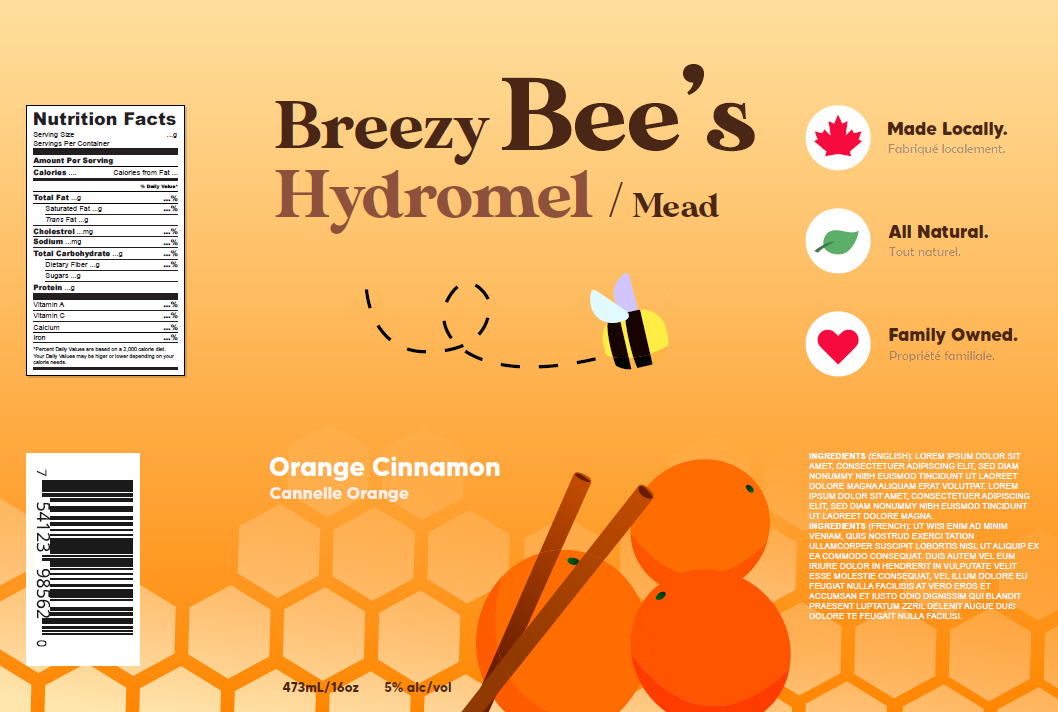 Nutrition Facts
Serving Size ...g
Servings Per Container
Amount Per Serving
Calories .... Calories from Fat ...
% Daily Value*
Total Fat ...g ...%
Saturated Fat ...g ...%
Trans Fat ...g
Cholestrol ...mg ...%
Sodium ...mg ...%
Total Carbohydrate ...g ...%
Dietary Fiber ...g ...%
Sugars ...g
Protein ...g
Vitamin A ...%
Vitamin C ...%
Calcium ...%
Iron ...%
*Percent Daily Values are based on a 2,000 calorie diet.
Your Daily Values may be higer or lower depending on your
calorie needs.
7 54123 98562 0
Breezy Bee's
Hydromel / Mead
Orange Cinnamon
Cannelle Orange
473mL/16oz 5% alc/vol
Made Locally.
Fabriqué localement.
All Natural.
Tout naturel.
Family Owned.
Propriété familiale.
INGREDIENTS (ENGLISH): LOREM IPSUM DOLOR SIT
AMET, CONSECTETUER ADIPISCING ELIT, SED DIAM
NONUMMY NIBH EUISMOD TINCIDUNT UT LAOREET
DOLORE MAGNA ALIQUAM ERAT VOLUTPAT. LOREM
IPSUM DOLOR SIT AMET, CONSECTETUER ADIPISCING
ELIT, SED DIAM NONUMMY NIBH EUISMOD TINCIDUNT
UT LAOREET DOLORE MAGNA.
INGREDIENTS (FRENCH): UT WISI ENIM AD MINIM
VENIAM, QUIS NOSTRUD EXERCI TATION
ULLAMCORPER SUSCIPIT LOBORTIS NISL UT ALIQUIP EX
EA COMMODO CONSEQUAT. DUIS AUTEM VEL EUM
IRIURE DOLOR IN HENDRERIT IN VULPUTATE VELIT
ESSE MOLESTIE CONSEQUAT, VEL ILLUM DOLORE EU
FEUGIAT NULLA FACILISIS AT VERO EROS ET
ACCUMSAN ET IUSTO ODIO DIGNISSIM QUI BLANDIT
PRAESENT LUPTATUM ZZRIL DELENIT AUGUE DUIS
DOLORE TE FEUGAIT NULLA FACILISI.